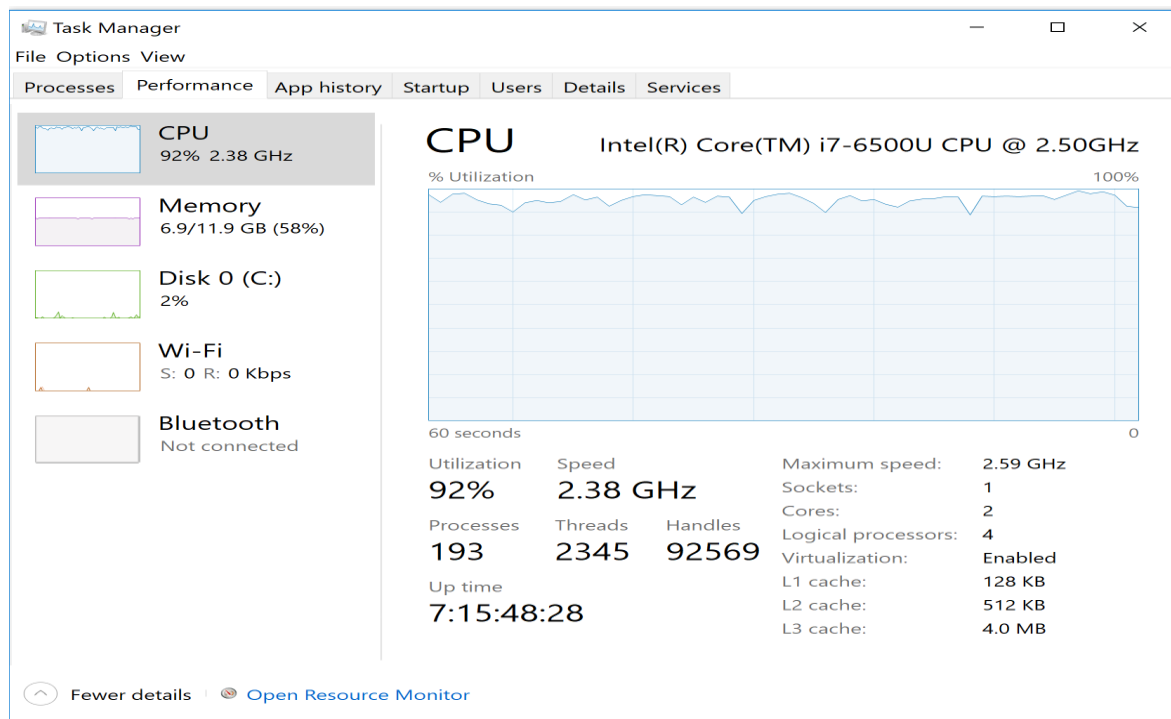 Task Manager
File Options View
Processes Performance App history Startup Users Details Services
CPU
92% 2.38 GHz
Memory
6.9/11.9 GB (58%)
Disk 0 (C:)
2%
Wi-Fi
S: 0 R: 0 Kbps
Bluetooth
Not connected
CPU Intel(R) Core(TM) i7-6500U CPU @ 2.50GHz
% Utilization 100%
60 seconds 0
Utilization Speed
92% 2.38 GHz
Processes Threads Handles
193 2345 92569
Up time
7:15:48:28
Maximum speed: 2.59 GHz
Sockets: 1
Cores: 2
Logical processors: 4
Virtualization: Enabled
L1 cache: 128 KB
L2 cache: 512 KB
L3 cache: 4.0 MB
Fewer details Open Resource Monitor